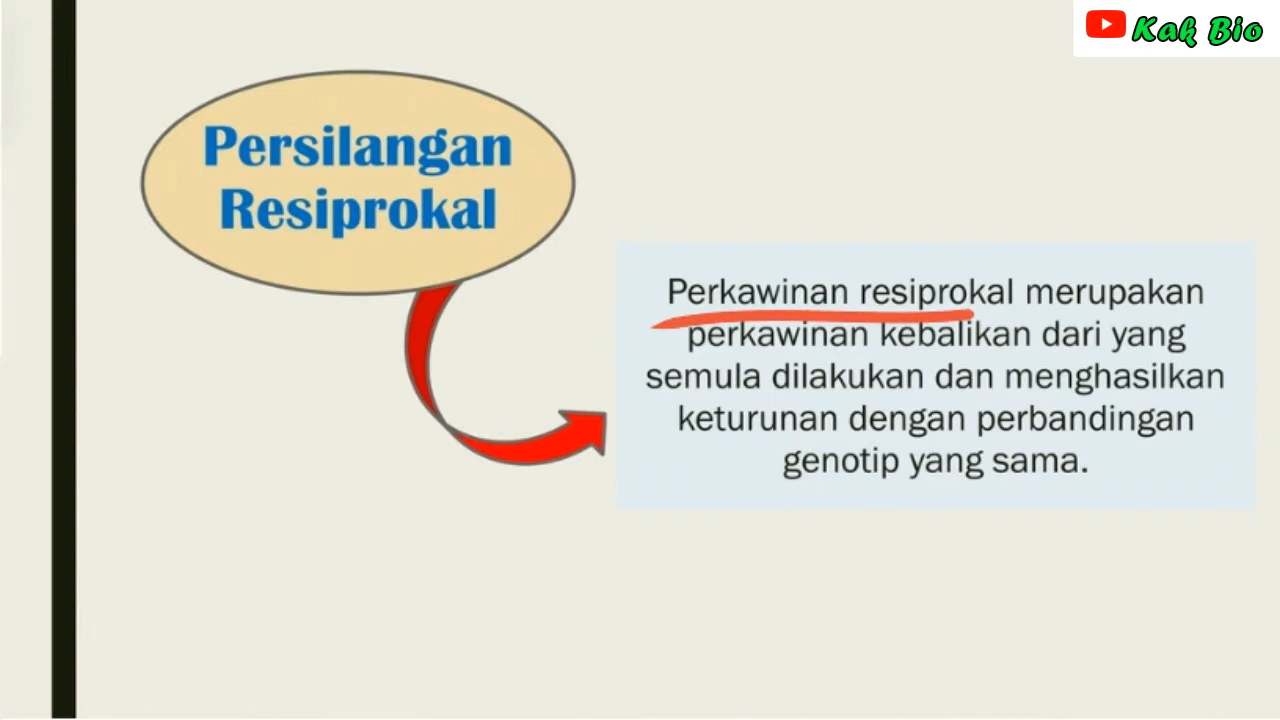 Kak Bio
Persilangan
Resiprokal
Perkawinan resiprokal merupakan
perkawinan kebalikan dari yang
semula dilakukan dan menghasilkan
keturunan dengan perbandingan
genotip yang sama.